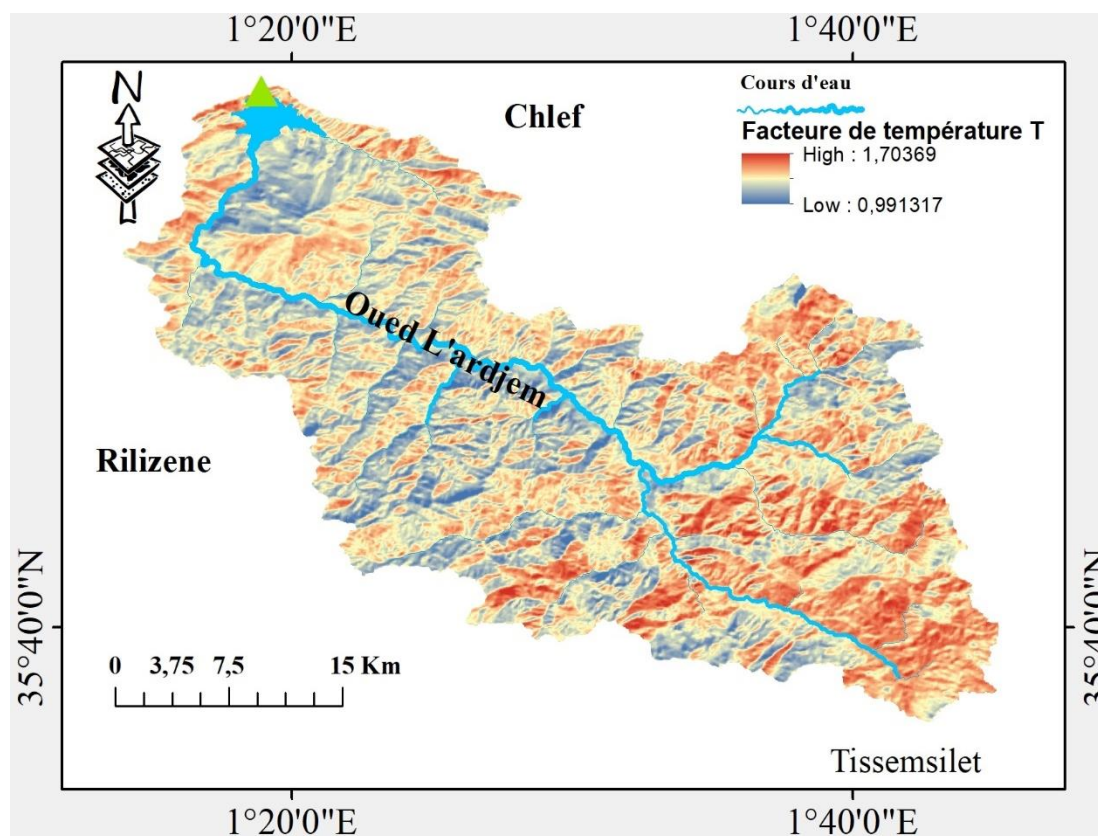 1°20'0"E
1°40'0"E
N
Chlef
Cours d'eau
Facteure de température T
High : 1,70369
Low : 0,991317
Oued L'ardjem
Rilizene
35°40'0"N
35°40'0"N
0 3,75 7,5 15 Km
Tissemsilet
1°20'0"E
1°40'0"E